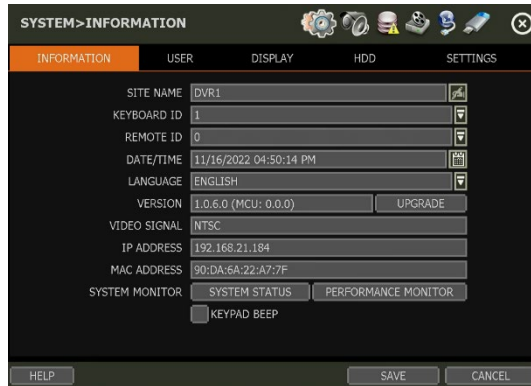 SYSTEM>INFORMATION
INFORMATION USER DISPLAY HDD SETTINGS
SITE NAME DVR1
KEYBOARD ID 1
REMOTE ID 0
DATE/TIME 11/16/2022 04:50:14 PM
LANGUAGE ENGLISH
VERSION 1.0.6.0 (MCU: 0.0.0) UPGRADE
VIDEO SIGNAL NTSC
IP ADDRESS 192.168.21.184
MAC ADDRESS 90:DA:6A:22:A7:7F
SYSTEM MONITOR SYSTEM STATUS PERFORMANCE MONITOR
KEYPAD BEEP
HELP SAVE CANCEL